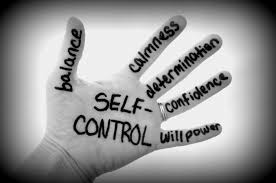 balance
calmness
determination
confidence
willpower
SELF-
CONTROL